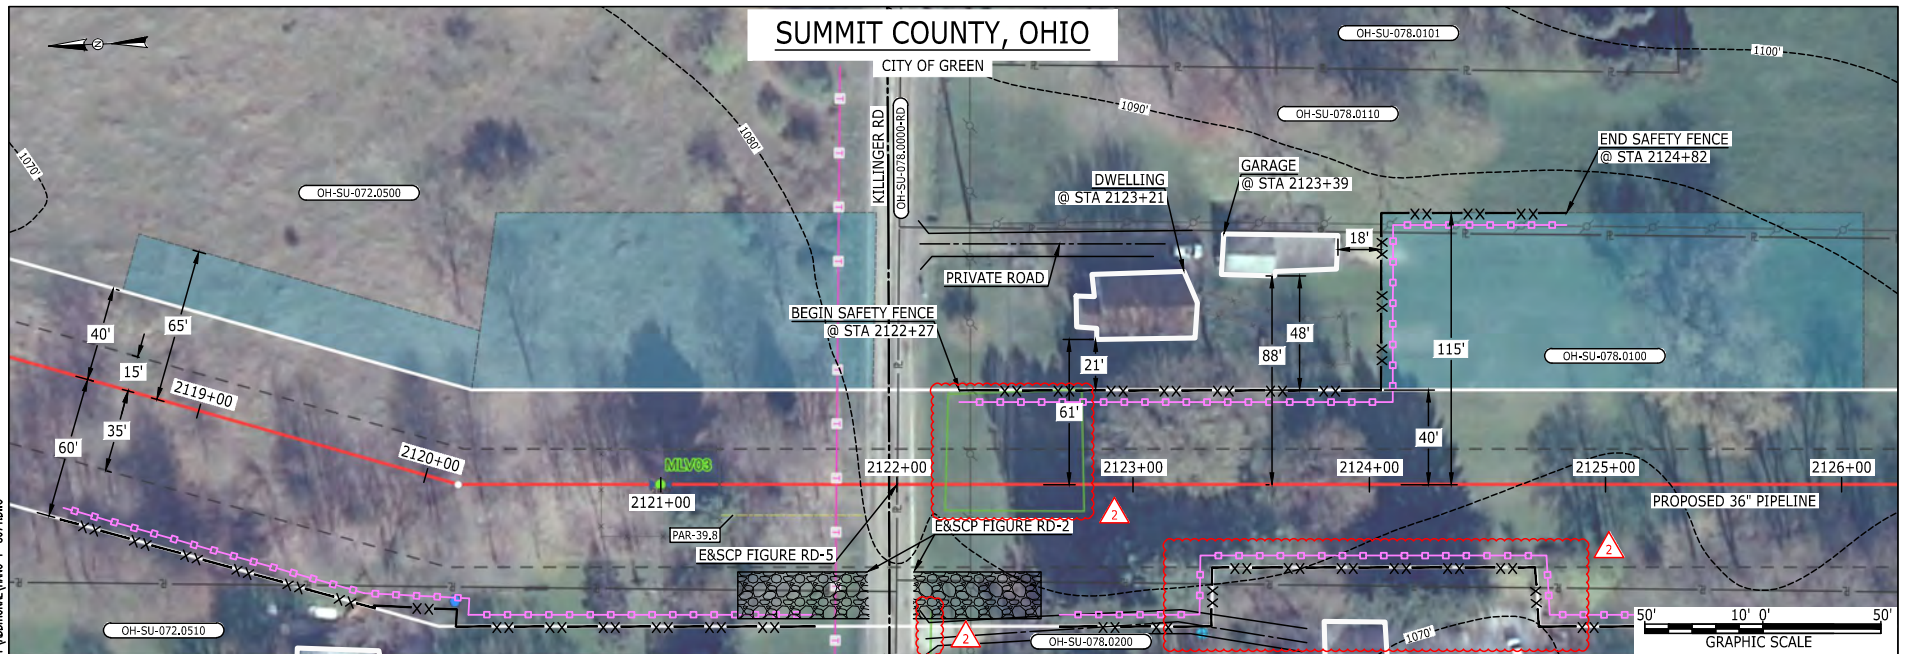 SUMMIT COUNTY, OHIO
CITY OF GREEN
N
OH-SU-078.0101
1100'
1090'
OH-SU-078.0110
1080'
1070'
OH-SU-072.0500
KILLINGER RD
OH-SU-078.0000-RD
END SAFETY FENCE
@ STA 2124+82
GARAGE
@ STA 2123+39
DWELLING
@ STA 2123+21
18'
PRIVATE ROAD
BEGIN SAFETY FENCE
@ STA 2122+27
40'
65'
15'
35'
60'
2119+00
2120+00
MLV03
2121+00
2122+00
21'
61'
48'
88'
115'
40'
OH-SU-078.0100
2123+00
2124+00
2125+00
2126+00
PROPOSED 36" PIPELINE
2
PAR-39.8
E&SCP FIGURE RD-2
E&SCP FIGURE RD-5
2
2
OH-SU-072.0510
OH-SU-078.0200
1070'
50' 10' 0' 50'
GRAPHIC SCALE